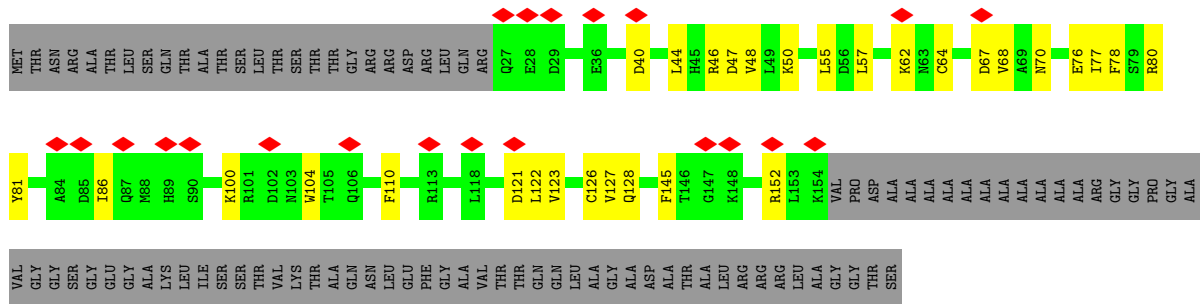 MET THR ASN ARG ALA THR LEU SER GLN THR ALA THR SER LEU THR SER THR THR GLY ARG ARG ASP ARG LEU GLN ARG Q27 E28 D29 E36 D40 L44 H45 R46 D47 V48 L49 K50 L55 D56 L57 K62 N63 C64 D67 V68 A69 N70 E76 I77 F78 S79 R80
Y81 A84 D85 I86 Q87 M88 H89 S90 K100 R101 D102 N103 W104 T105 Q106 F110 R113 L118 D121 L122 V123 C126 V127 Q128 F145 T146 G147 K148 R152 L153 K154 VAL PRO ASP ALA ALA ALA ALA ALA ALA ALA ALA ALA ALA ALA ARG GLY GLY PRO GLY ALA
VAL GLY GLY SER GLY GLU GLY ALA LYS LEU ILE SER SER THR VAL LYS THR ALA GLN ASN LEU GLU PHE GLY ALA VAL THR THR GLN GLN LEU ALA GLY ALA ASP ALA THR ALA LEU ARG ARG ARG LEU ALA GLY GLY THR SER